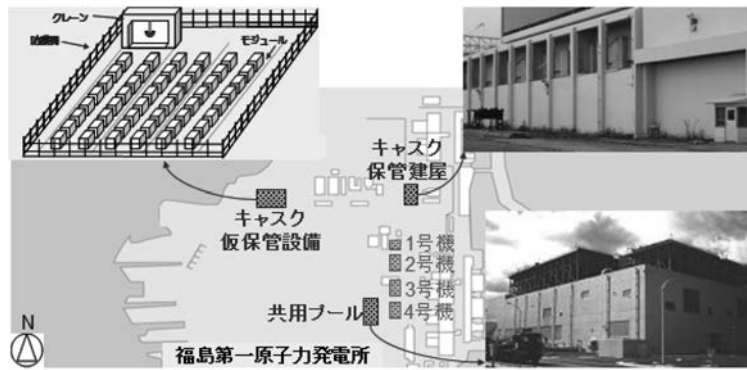 クレーン
防護柵
モジュール
キャスク
保管建屋
キャスク
仮保管設備
1号機
2号機
3号機
4号機
共用プール
N
福島第一原子力発電所